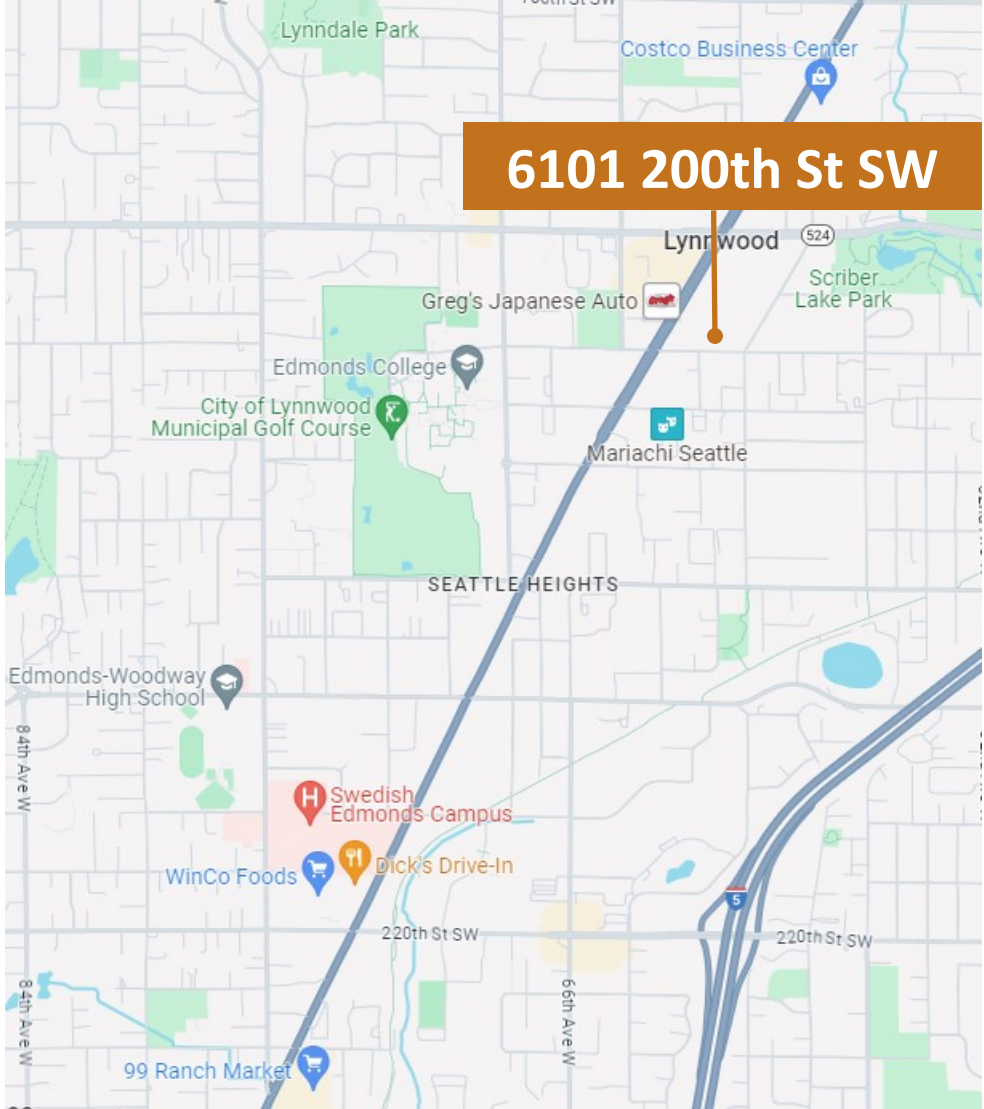 Lynndale Park
Costco Business Center
6101 200th St SW
Lynnwood
524
Scriber
Lake Park
Greg's Japanese Auto
Edmonds College
City of Lynnwood
Municipal Golf Course
Mariachi Seattle
SEATTLE HEIGHTS
Edmonds-Woodway
High School
84th Ave W
Swedish
Edmonds Campus
WinCo Foods
Dick's Drive-In
5
220th St SW
220th St SW
84th Ave W
66th Ave W
99 Ranch Market